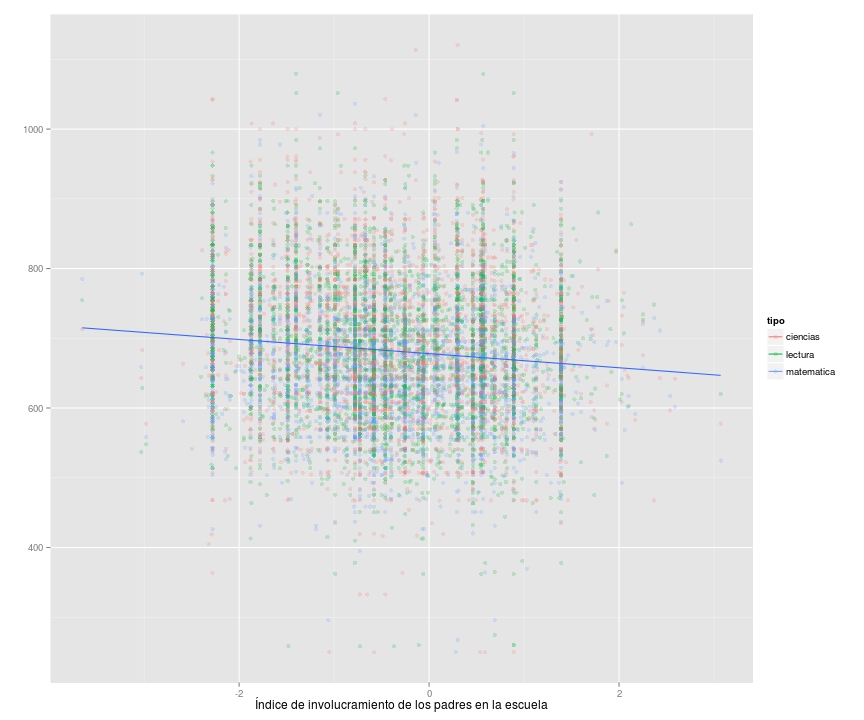 1000
800
600
400
-2
0
2
Índice de involucramiento de los padres en la escuela
tipo
ciencias
lectura
matematica